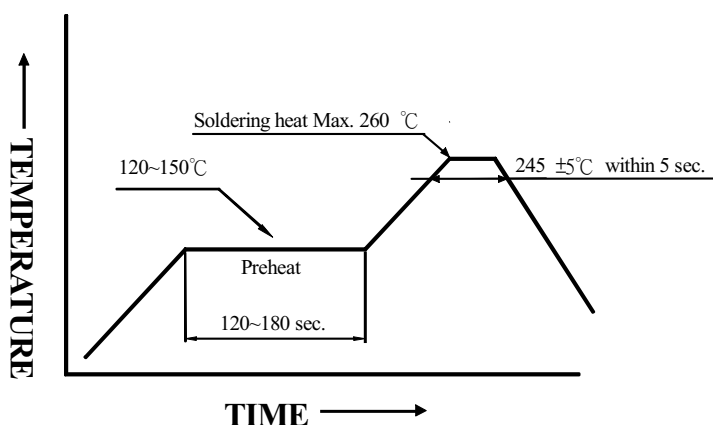 Soldering heat Max. 260 ℃
120~150℃
245 ±5℃ within 5 sec.
Preheat
120~180 sec.
TEMPERATURE
TIME